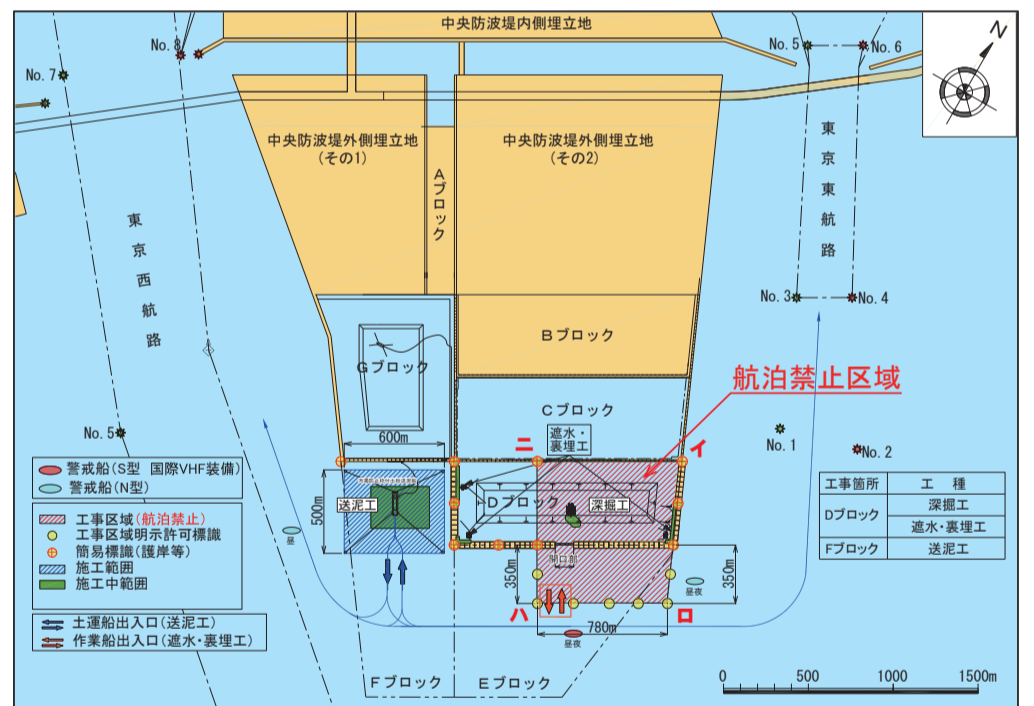 中央防波堤内側埋立地
No. 8
No. 7
No. 5
No. 6
N
中央防波堤外側埋立地
(その1)
中央防波堤外側埋立地
(その2)
Aブロック
東京西航路
東京東航路
No. 3
No. 4
Bブロック
Gブロック
航泊禁止区域
Cブロック
600m
ニ
遮水・
裏埋工
イ
No. 5
No. 1
No. 2
警戒船(S型 国際VHF装備)
警戒船(N型)
工事区域(航泊禁止)
工事区域明示許可標識
簡易標識(護岸等)
施工範囲
施工中範囲
土運船出入口(送泥工)
作業船出入口(遮水・裏埋工)
500m
送泥工
Dブロック
深掘工
昼
開口部
350m
350m
昼夜
ハ
ロ
780m
昼夜
Fブロック
Eブロック
工事箇所 工 種
Dブロック 深掘工
遮水・裏埋工
Fブロック 送泥工
0 500 1000 1500m